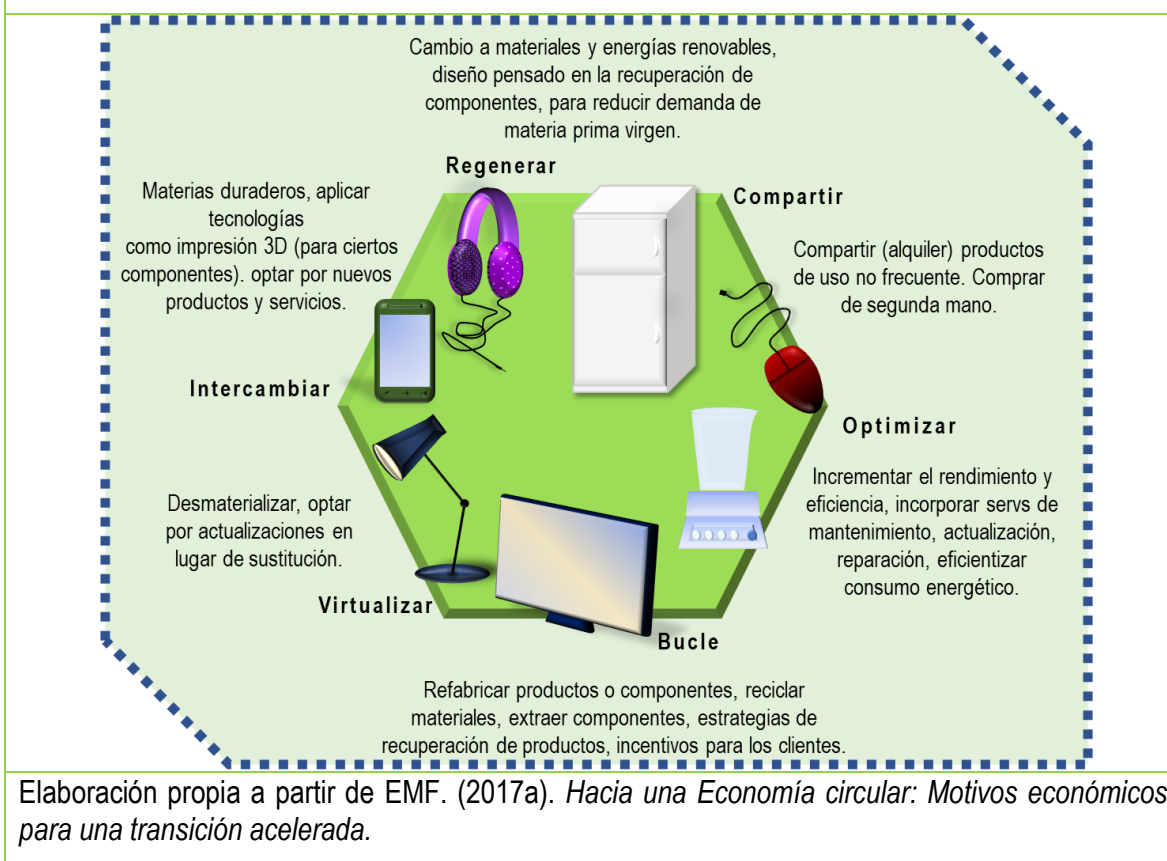 Cambio a materiales y energías renovables,
diseño pensado en la recuperación de
componentes, para reducir demanda de
materia prima virgen.
Regenerar
Compartir
Compartir (alquiler) productos
de uso no frecuente. Comprar
de segunda mano.
Optimizar
Incrementar el rendimiento y
eficiencia, incorporar servs de
mantenimiento, actualización,
reparación, eficientizar
consumo energético.
Bucle
Refabricar productos o componentes, reciclar
materiales, extraer componentes, estrategias de
recuperación de productos, incentivos para los clientes.
Virtualizar
Desmaterializar, optar
por actualizaciones en
lugar de sustitución.
Intercambiar
Materias duraderos, aplicar
tecnologías
como impresión 3D (para ciertos
componentes). optar por nuevos
productos y servicios.
Elaboración propia a partir de EMF. (2017a). Hacia una Economía circular: Motivos económicos
para una transición acelerada.